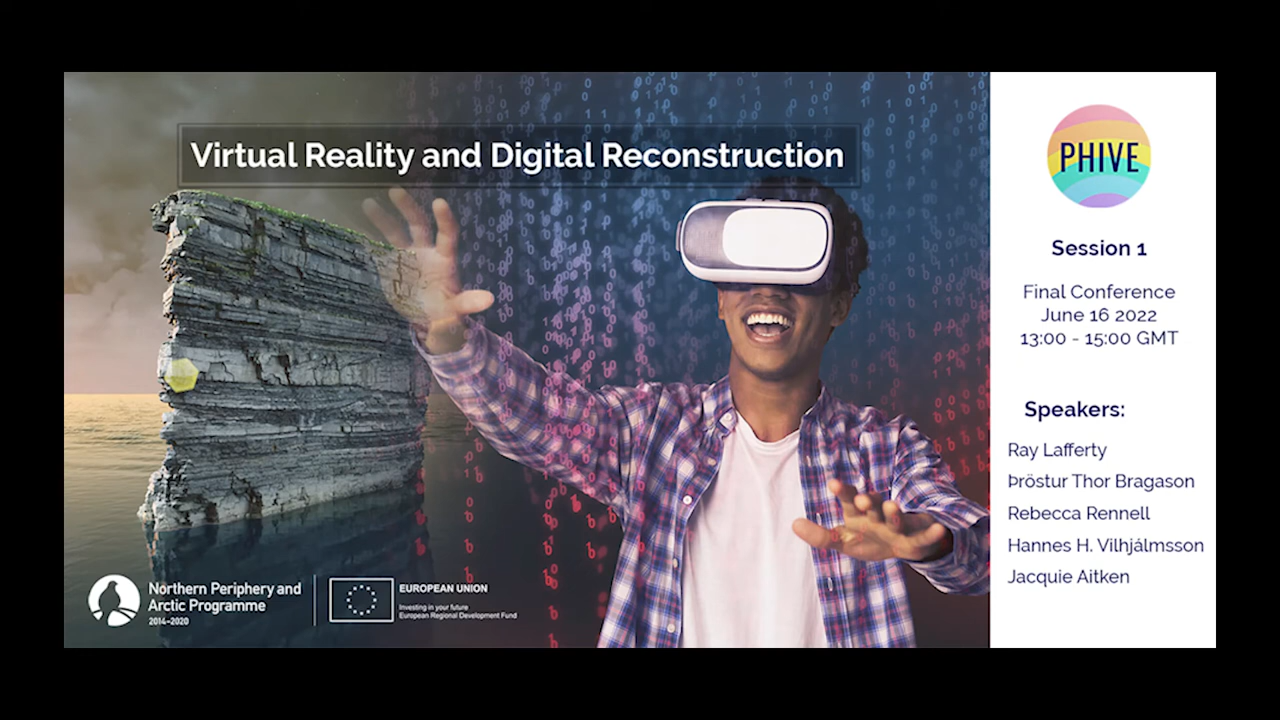 Virtual Reality and Digital Reconstruction
Northern Periphery and
Arctic Programme
2014–2020
EUROPEAN UNION
Investing in your future
European Regional Development Fund
PHIVE
Session 1
Final Conference
June 16 2022
13:00 - 15:00 GMT
Speakers:
Ray Lafferty
Þröstur Thor Bragason
Rebecca Rennell
Hannes H. Vilhjálmsson
Jacquie Aitken